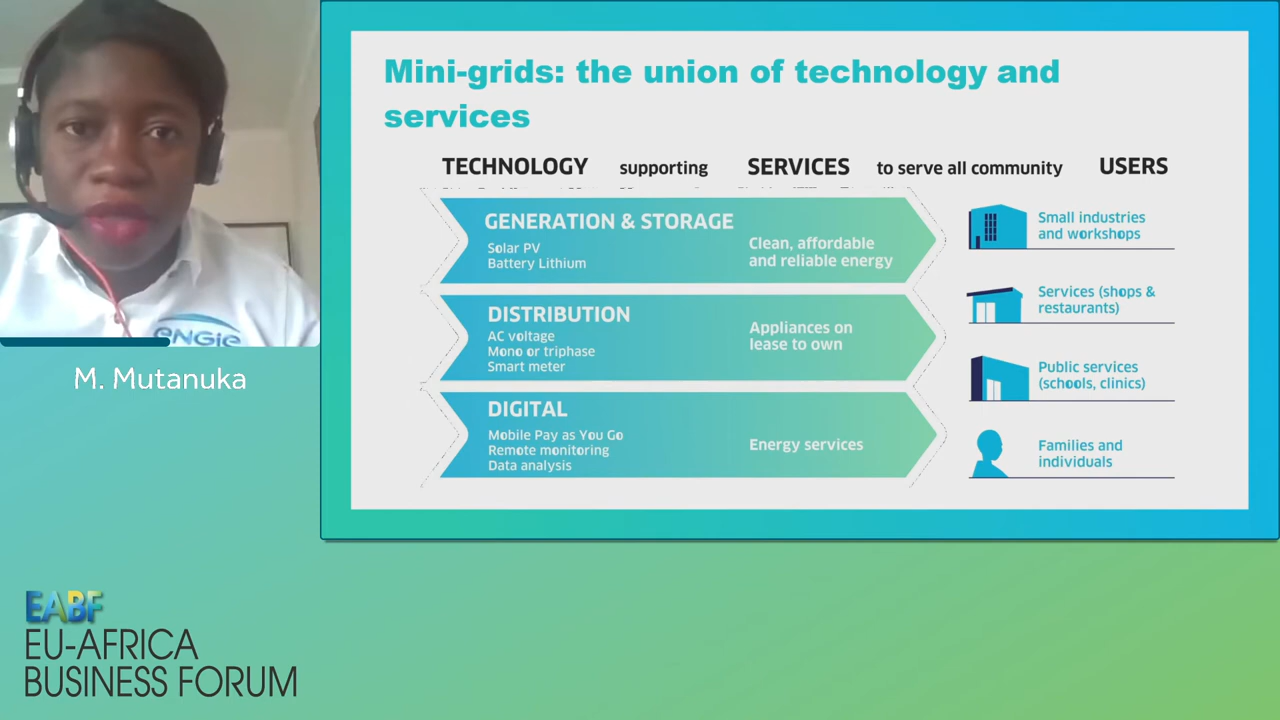 Mini-grids: the union of technology and
services
TECHNOLOGY supporting SERVICES to serve all community USERS
GENERATION & STORAGE
Solar PV
Battery Lithium
Clean, affordable
and reliable energy
DISTRIBUTION
AC voltage
Mono or triphase
Smart meter
Appliances on
lease to own
DIGITAL
Mobile Pay as You Go
Remote monitoring
Data analysis
Energy services
Small industries
and workshops
Services (shops &
restaurants)
Public services
(schools, clinics)
Families and
individuals
ENGIE
M. Mutanuka
EABF
EU-AFRICA
BUSINESS FORUM